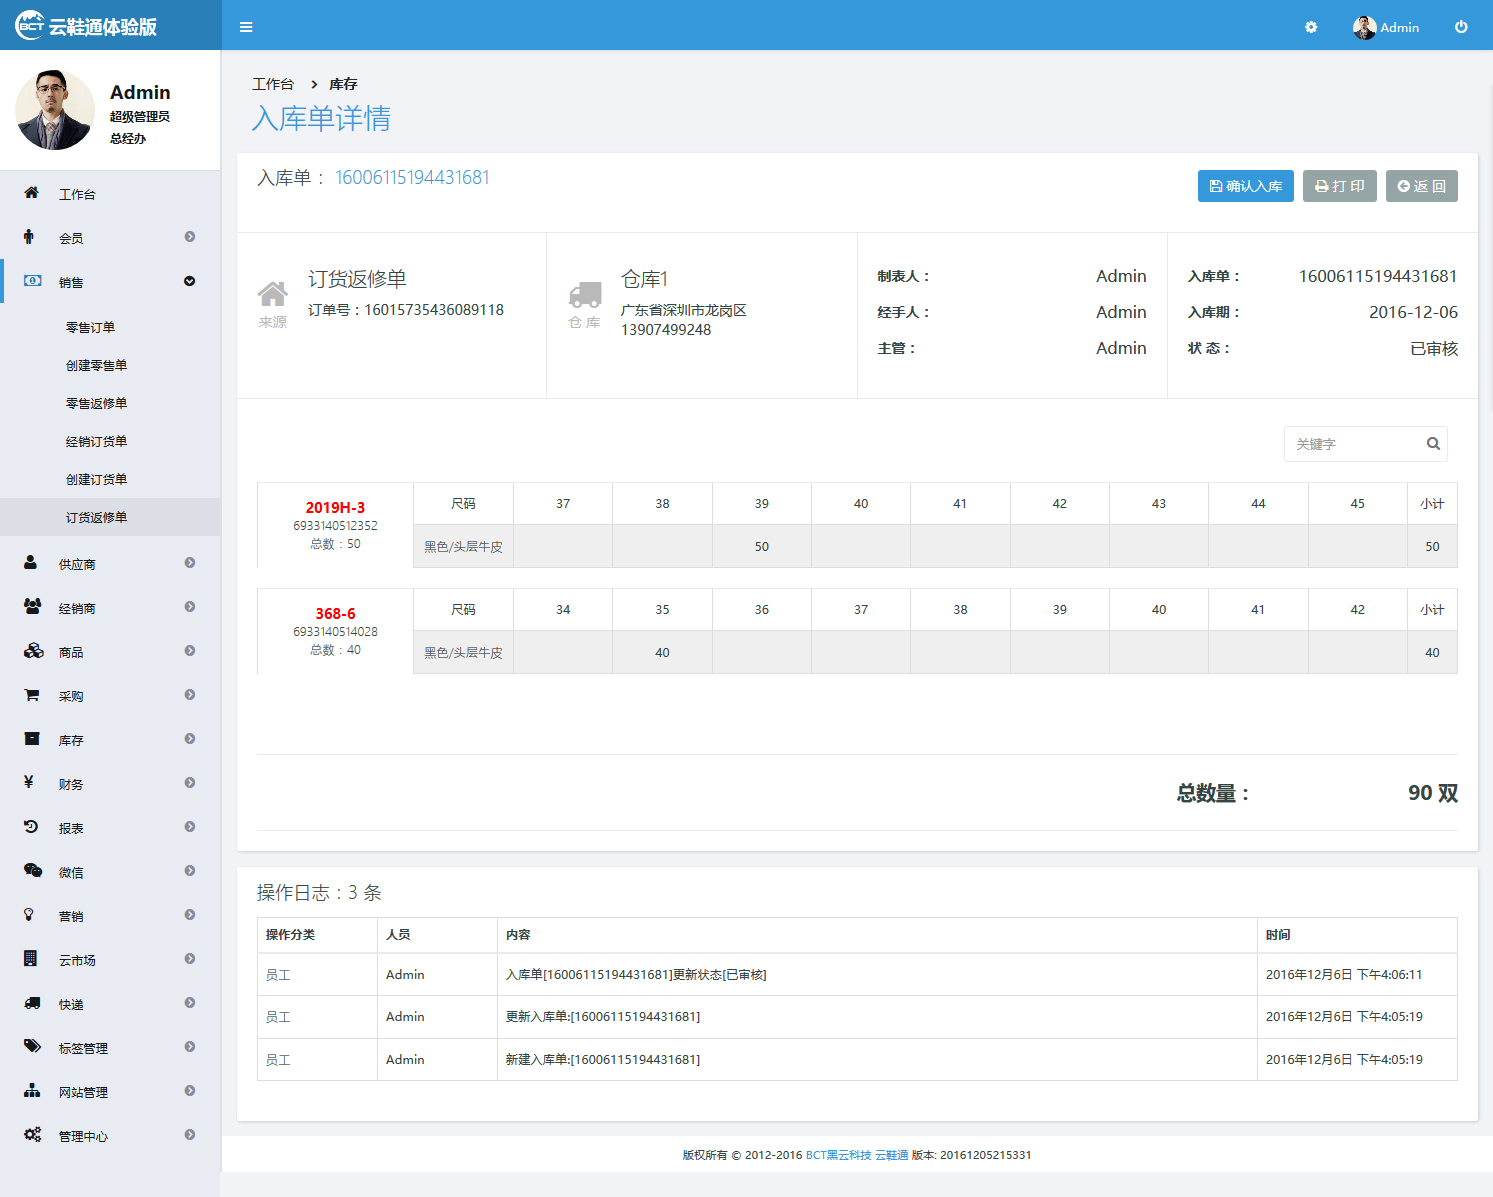 BCT 云鞋通体验版
Admin
Admin
超级管理员
总经办
工作台
会员
销售
零售订单
创建零售单
零售返修单
经销订货单
创建订货单
订货返修单
供应商
经销商
商品
采购
库存
财务
报表
微信
营销
云市场
快递
标签管理
网站管理
管理中心
工作台 > 库存
入库单详情
入库单： 16006115194431681
确认入库 打 印 返 回
来源
订货返修单
订单号：16015735436089118
仓 库
仓库1
广东省深圳市龙岗区
13907499248
制表人： Admin
经手人： Admin
主管： Admin
入库单： 16006115194431681
入库期： 2016-12-06
状 态： 已审核
关键字
2019H-3
6933140512352
总数：50
尺码 37 38 39 40 41 42 43 44 45 小计
黑色/头层牛皮 50 50
368-6
6933140514028
总数：40
尺码 34 35 36 37 38 39 40 41 42 小计
黑色/头层牛皮 40 40
总数量： 90 双
操作日志：3 条
操作分类 人员 内容 时间
员工 Admin 入库单[16006115194431681]更新状态[已审核] 2016年12月6日 下午4:06:11
员工 Admin 更新入库单:[16006115194431681] 2016年12月6日 下午4:05:19
员工 Admin 新建入库单:[16006115194431681] 2016年12月6日 下午4:05:19
版权所有 © 2012-2016 BCT黑云科技 云鞋通 版本: 20161205215331